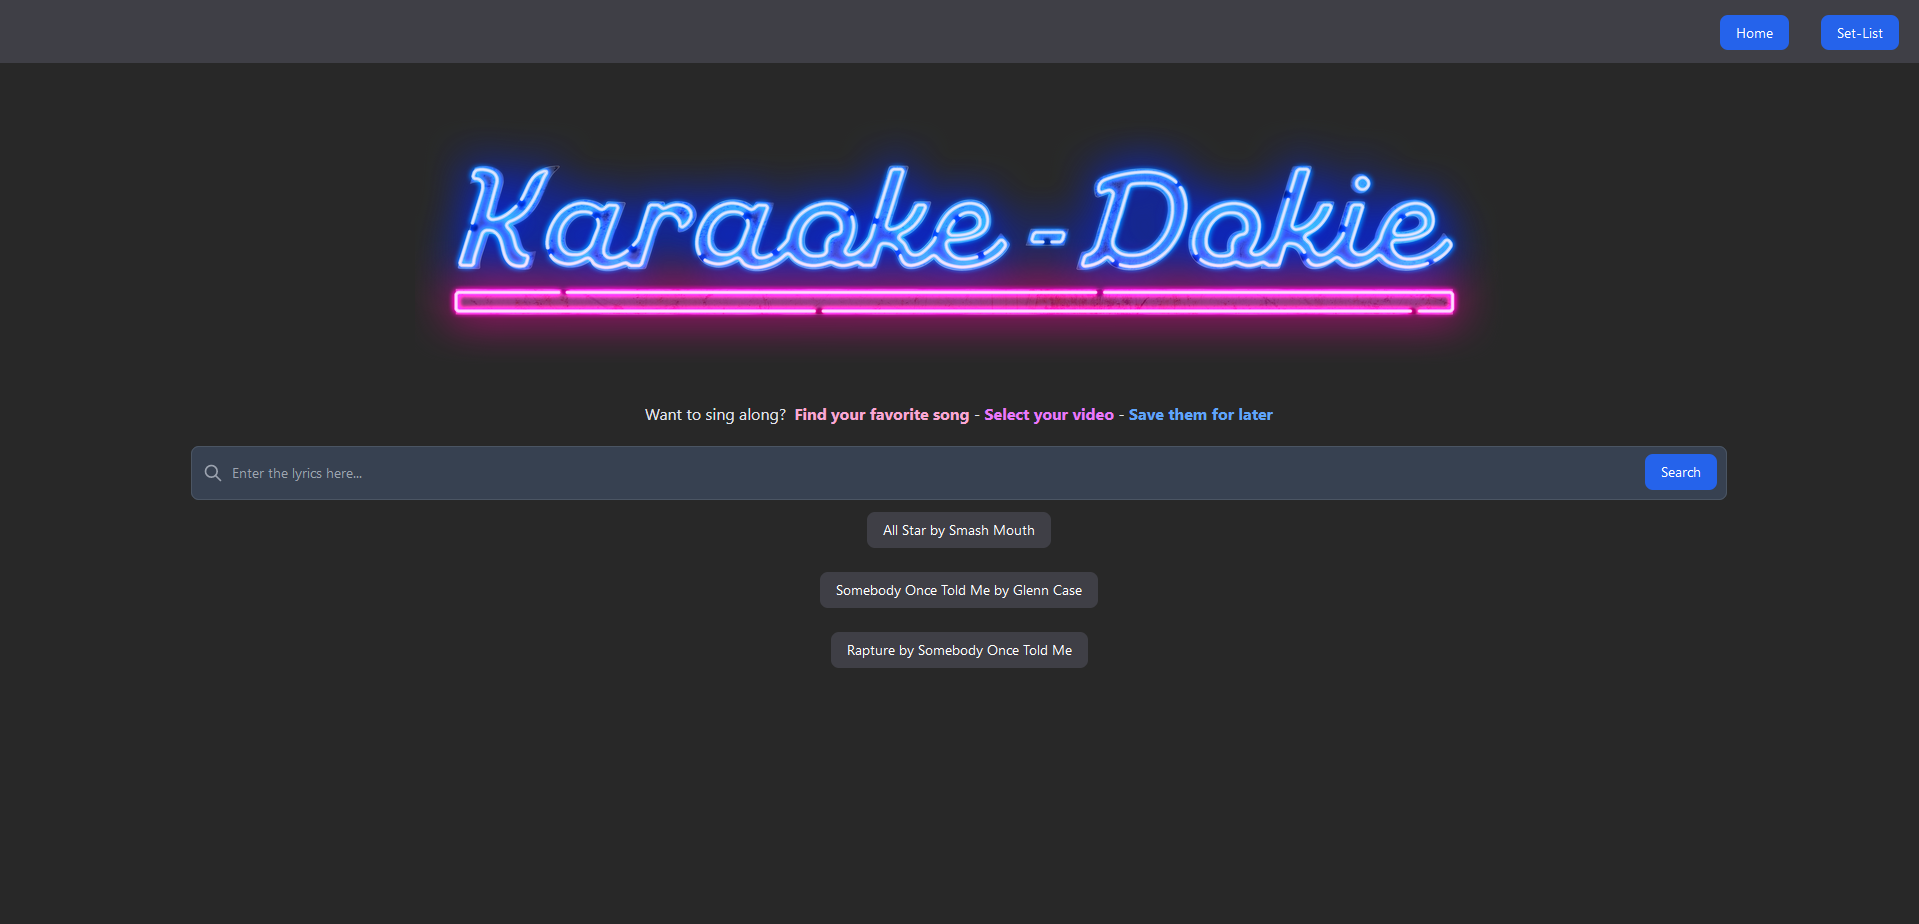 Home Set-List
Karaoke-Dokie
Want to sing along? Find your favorite song - Select your video - Save them for later
Enter the lyrics here... Search
All Star by Smash Mouth
Somebody Once Told Me by Glenn Case
Rapture by Somebody Once Told Me